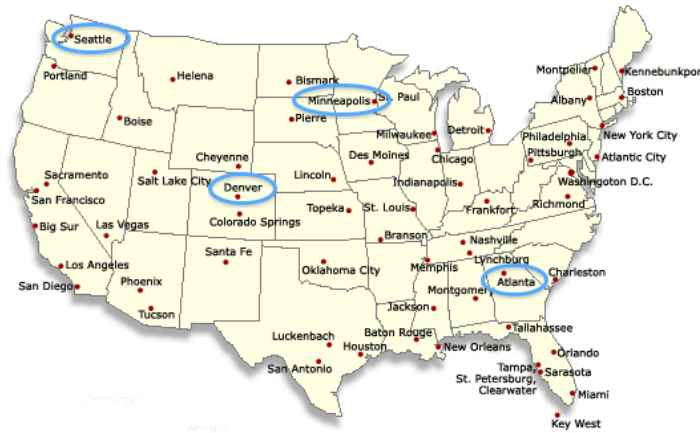 Seattle
Portland
Helena
Bismark
Minneapolis
St. Paul
Montpelier
Kennebunkpor
Boston
Albany
New York City
Boise
Pierre
Milwaukee
Detroit
Philadelphia
Pittsburgh
Atlantic City
Cheyenne
Des Moines
Chicago
Sacramento
San Francisco
Salt Lake City
Denver
Lincoln
Indianapolis
Washingoton D.C.
Big Sur
Las Vegas
Colorado Springs
Topeka
St. Louis
Frankfort
Richmond
Los Angeles
Santa Fe
Oklahoma City
Branson
Nashville
Lynchburg
Memphis
San Diego
Phoenix
Tucson
Atlanta
Charleston
Montgomery
Jackson
Luckenbach
Houston
San Antonio
Baton Rouge
New Orleans
Tallahassee
Orlando
Tampa,
St. Petersburg,
Clearwater
Sarasota
Miami
Key West